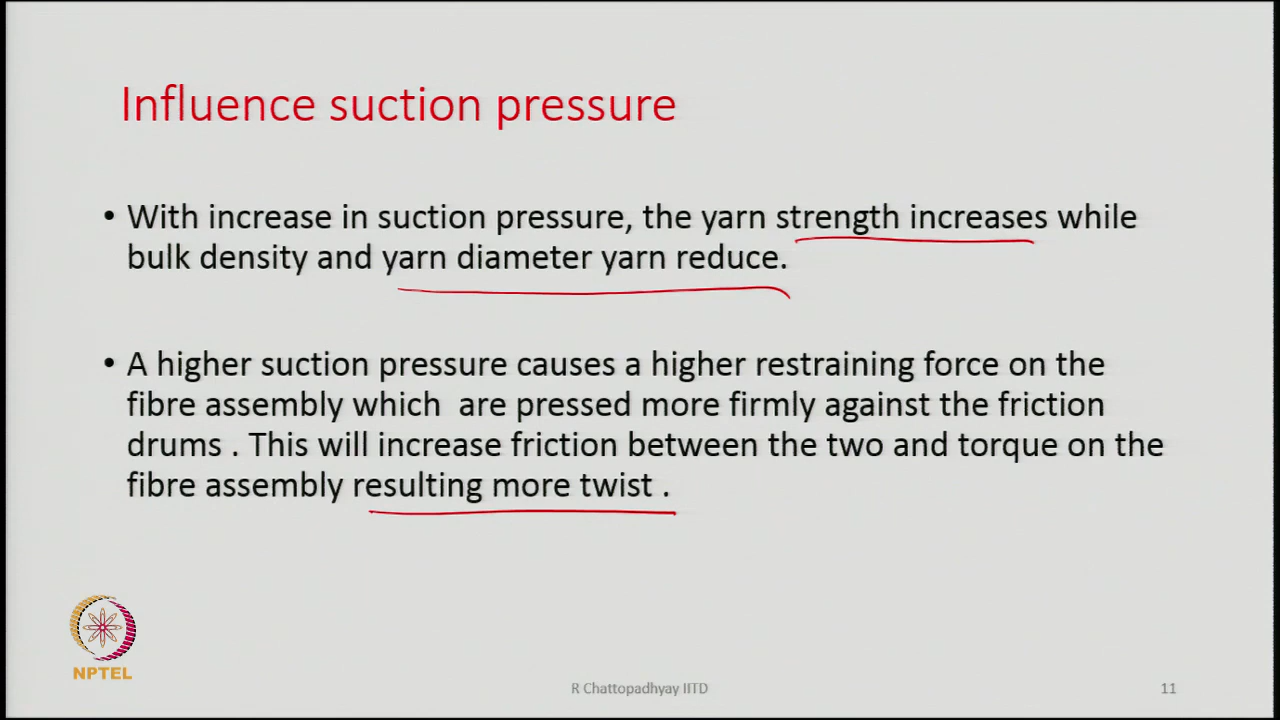 Influence suction pressure
• With increase in suction pressure, the yarn strength increases while
bulk density and yarn diameter yarn reduce.
• A higher suction pressure causes a higher restraining force on the
fibre assembly which are pressed more firmly against the friction
drums . This will increase friction between the two and torque on the
fibre assembly resulting more twist .
NPTEL
R Chattopadhyay IITD
11